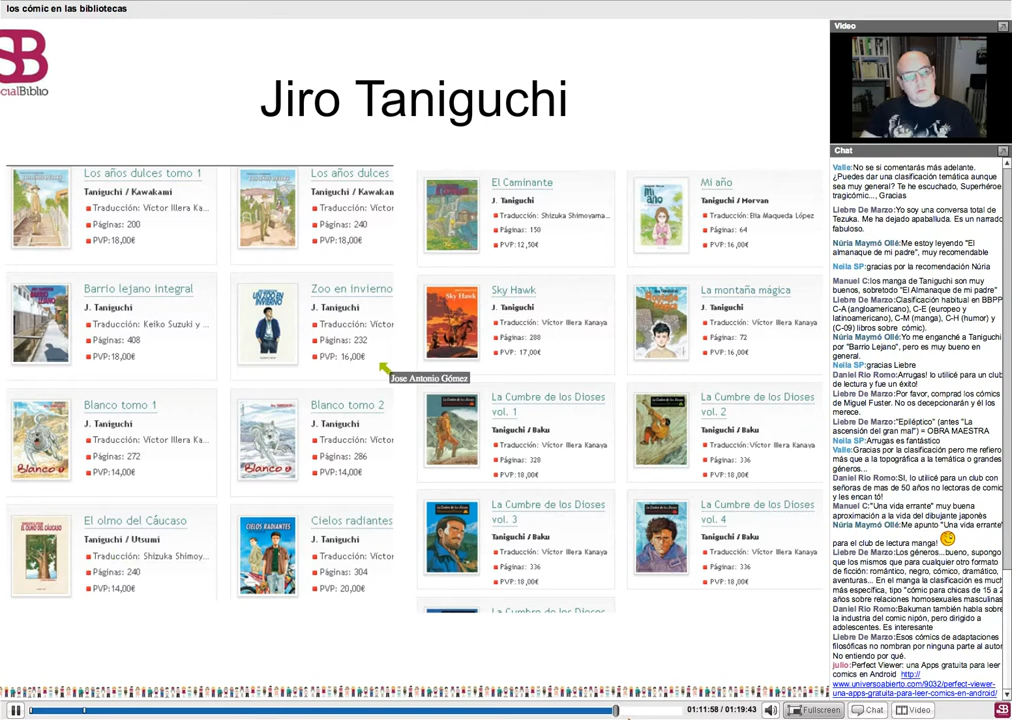 los cómic en las bibliotecas
SB
cialBiblio
Jiro Taniguchi
Los años dulces tomo 1
Taniguchi / Kawakami
Traducción: Víctor Illera Ka...
Páginas: 200
PVP:18,00€
Los años dulces
Taniguchi / Kawakan
Traducción: Víctor
Páginas: 240
PVP:18,00€
Barrio lejano integral
J. Taniguchi
Traducción: Keiko Suzuki y ...
Páginas: 408
PVP:18,00€
Zoo en invierno
J. Taniguchi
Traducción: Víctor
Páginas: 232
PVP: 16,00€
Blanco tomo 1
J. Taniguchi
Traducción: Víctor Illera Ka...
Páginas: 272
PVP:14,00€
Blanco tomo 2
J. Taniguchi
Traducción: Víctor
Páginas: 286
PVP:14,00€
El olmo del Cáucaso
Taniguchi / Utsumi
Traducción: Shizuka Shimoy...
Páginas: 240
PVP:14,00€
Cielos radiantes
J. Taniguchi
Traducción: Víctor
Páginas: 304
PVP: 20,00€
El Caminante
J. Taniguchi
Traducción: Shizuka Shimoyama...
Páginas: 150
PVP: 12,50€
Mi año
Taniguchi / Morvan
Traducción: Elia Maqueda López
Páginas: 64
PVP: 16,00€
Sky Hawk
J. Taniguchi
Traducción: Víctor Illera Kanaya
Páginas: 288
PVP: 17,00€
La montaña mágica
J. Taniguchi
Traducción: Víctor Illera Kanaya
Páginas: 72
PVP: 16,00€
La Cumbre de los Dioses
vol. 1
Taniguchi / Baku
Traducción: Víctor Illera Kanaya
Páginas: 328
PVP:18,00€
La Cumbre de los Dioses
vol. 2
Taniguchi / Baku
Traducción:Víctor Illera Kanaya
Páginas: 336
PVP:18,00€
La Cumbre de los Dioses
vol. 3
Taniguchi / Baku
Traducción: Víctor Illera Kanaya
Páginas: 336
PVP:18,00€
La Cumbre de los Dioses
vol. 4
Taniguchi / Baku
Traducción: Víctor Illera Kanaya
Páginas: 336
PVP:18,00€
La Cumbre de los Dioses
Jose Antonio Gómez
Video
Chat
Valle:No se si comentarás más adelante.
¿Puedes dar una clasificación temática aunque
sea muy general? Te he escuchado, Superhéroe
tragicómic..., Gracias
Liebre De Marzo:Yo soy una conversa total de
Tezuka. Me ha dejado apaballuda. Es un narrado
fabuloso.
Núria Maymó Ollé:Me estoy leyendo "El
almanaque de mi padre", muy recomendable
Neila SP:gracias por la recomendación Núria
Manuel C:los manga de Taniguchi son muy
buenos, sobretodo "El Almanaque de mi padre"
Liebre De Marzo:Clasificación habitual en BBPP
C-A (angloamericano), C-E (europeo y
latinoamericano), C-M (manga), C-H (humor) y
(C-09) libros sobre cómic).
Núria Maymó Ollé:Yo me enganché a Taniguchi
por "Barrio Lejano", pero es muy bueno en
general.
Neila SP:gracias Liebre
Daniel Rio Romo:Arrugas! lo utilicé para un club
de lectura y fue un éxito!
Liebre De Marzo:Por favor, comprad los cómics
de Miguel Fuster. No os decepcionarán y él los
merece.
Liebre De Marzo:"Epiléptico" (antes "La
ascensión del gran mal") = OBRA MAESTRA
Neila SP:Arrugas es fantástico
Valle:Gracias por la clasificación pero me refiero
más que a la topográfica a la temática o grandes
géneros...
Daniel Rio Romo:SI, lo utilicé para un club con
señoras de mas de 50 años no lectoras de comic
y les encan tó!
Manuel C:"Una vida errante" muy buena
aproximación a la vida del dibujante japonés
Núria Maymó Ollé:Me apunto "Una vida errante"
para el club de lectura manga!
Liebre De Marzo:Los géneros...bueno, supongo
que los mismos que para cualquier otro formato
de ficción: romántico, negro, cómico, dramático,
aventuras... En el manga la clasificación es much
más específica, tipo "cómic para chicas de 15 a 2
años sobre relaciones homosexuales masculinas
Daniel Rio Romo:Bakuman también habla sobre
la industria del comic nipón, pero dirigido a
adolescentes. Es interesante
Liebre De Marzo:Esos cómics de adaptaciones
filosóficas no nombran por ninguna parte al autor
No entiendo por qué.
julio:Perfect Viewer: una Apps gratuita para leer
comics en Android http://
www.universoabierto.com/9032/perfect-viewer-
una-apps-gratuita-para-leer-comics-en-android/
01:11:58 / 01:19:43
Fullscreen
Chat
Video
SB